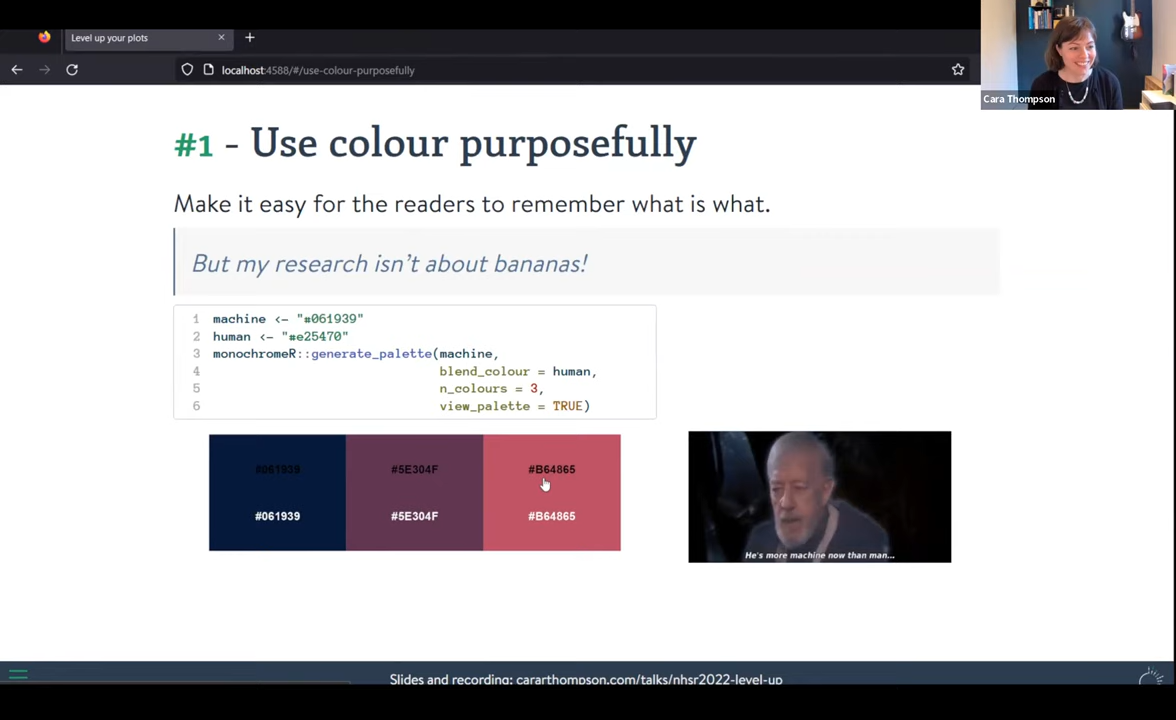 Level up your plots
localhost:4588/#/use-colour-purposefully
Cara Thompson
#1 - Use colour purposefully
Make it easy for the readers to remember what is what.
But my research isn't about bananas!
1 machine <- "#061939"
2 human <- "#e25470"
3 monochromeR::generate_palette(machine,
4 blend_colour = human,
5 n_colours = 3,
6 view_palette = TRUE)
#061939 #5E304F #B64865
#061939 #5E304F #B64865
He's more machine now than man...
Slides and recording: cararthompson.com/talks/nhsr2022-level-up